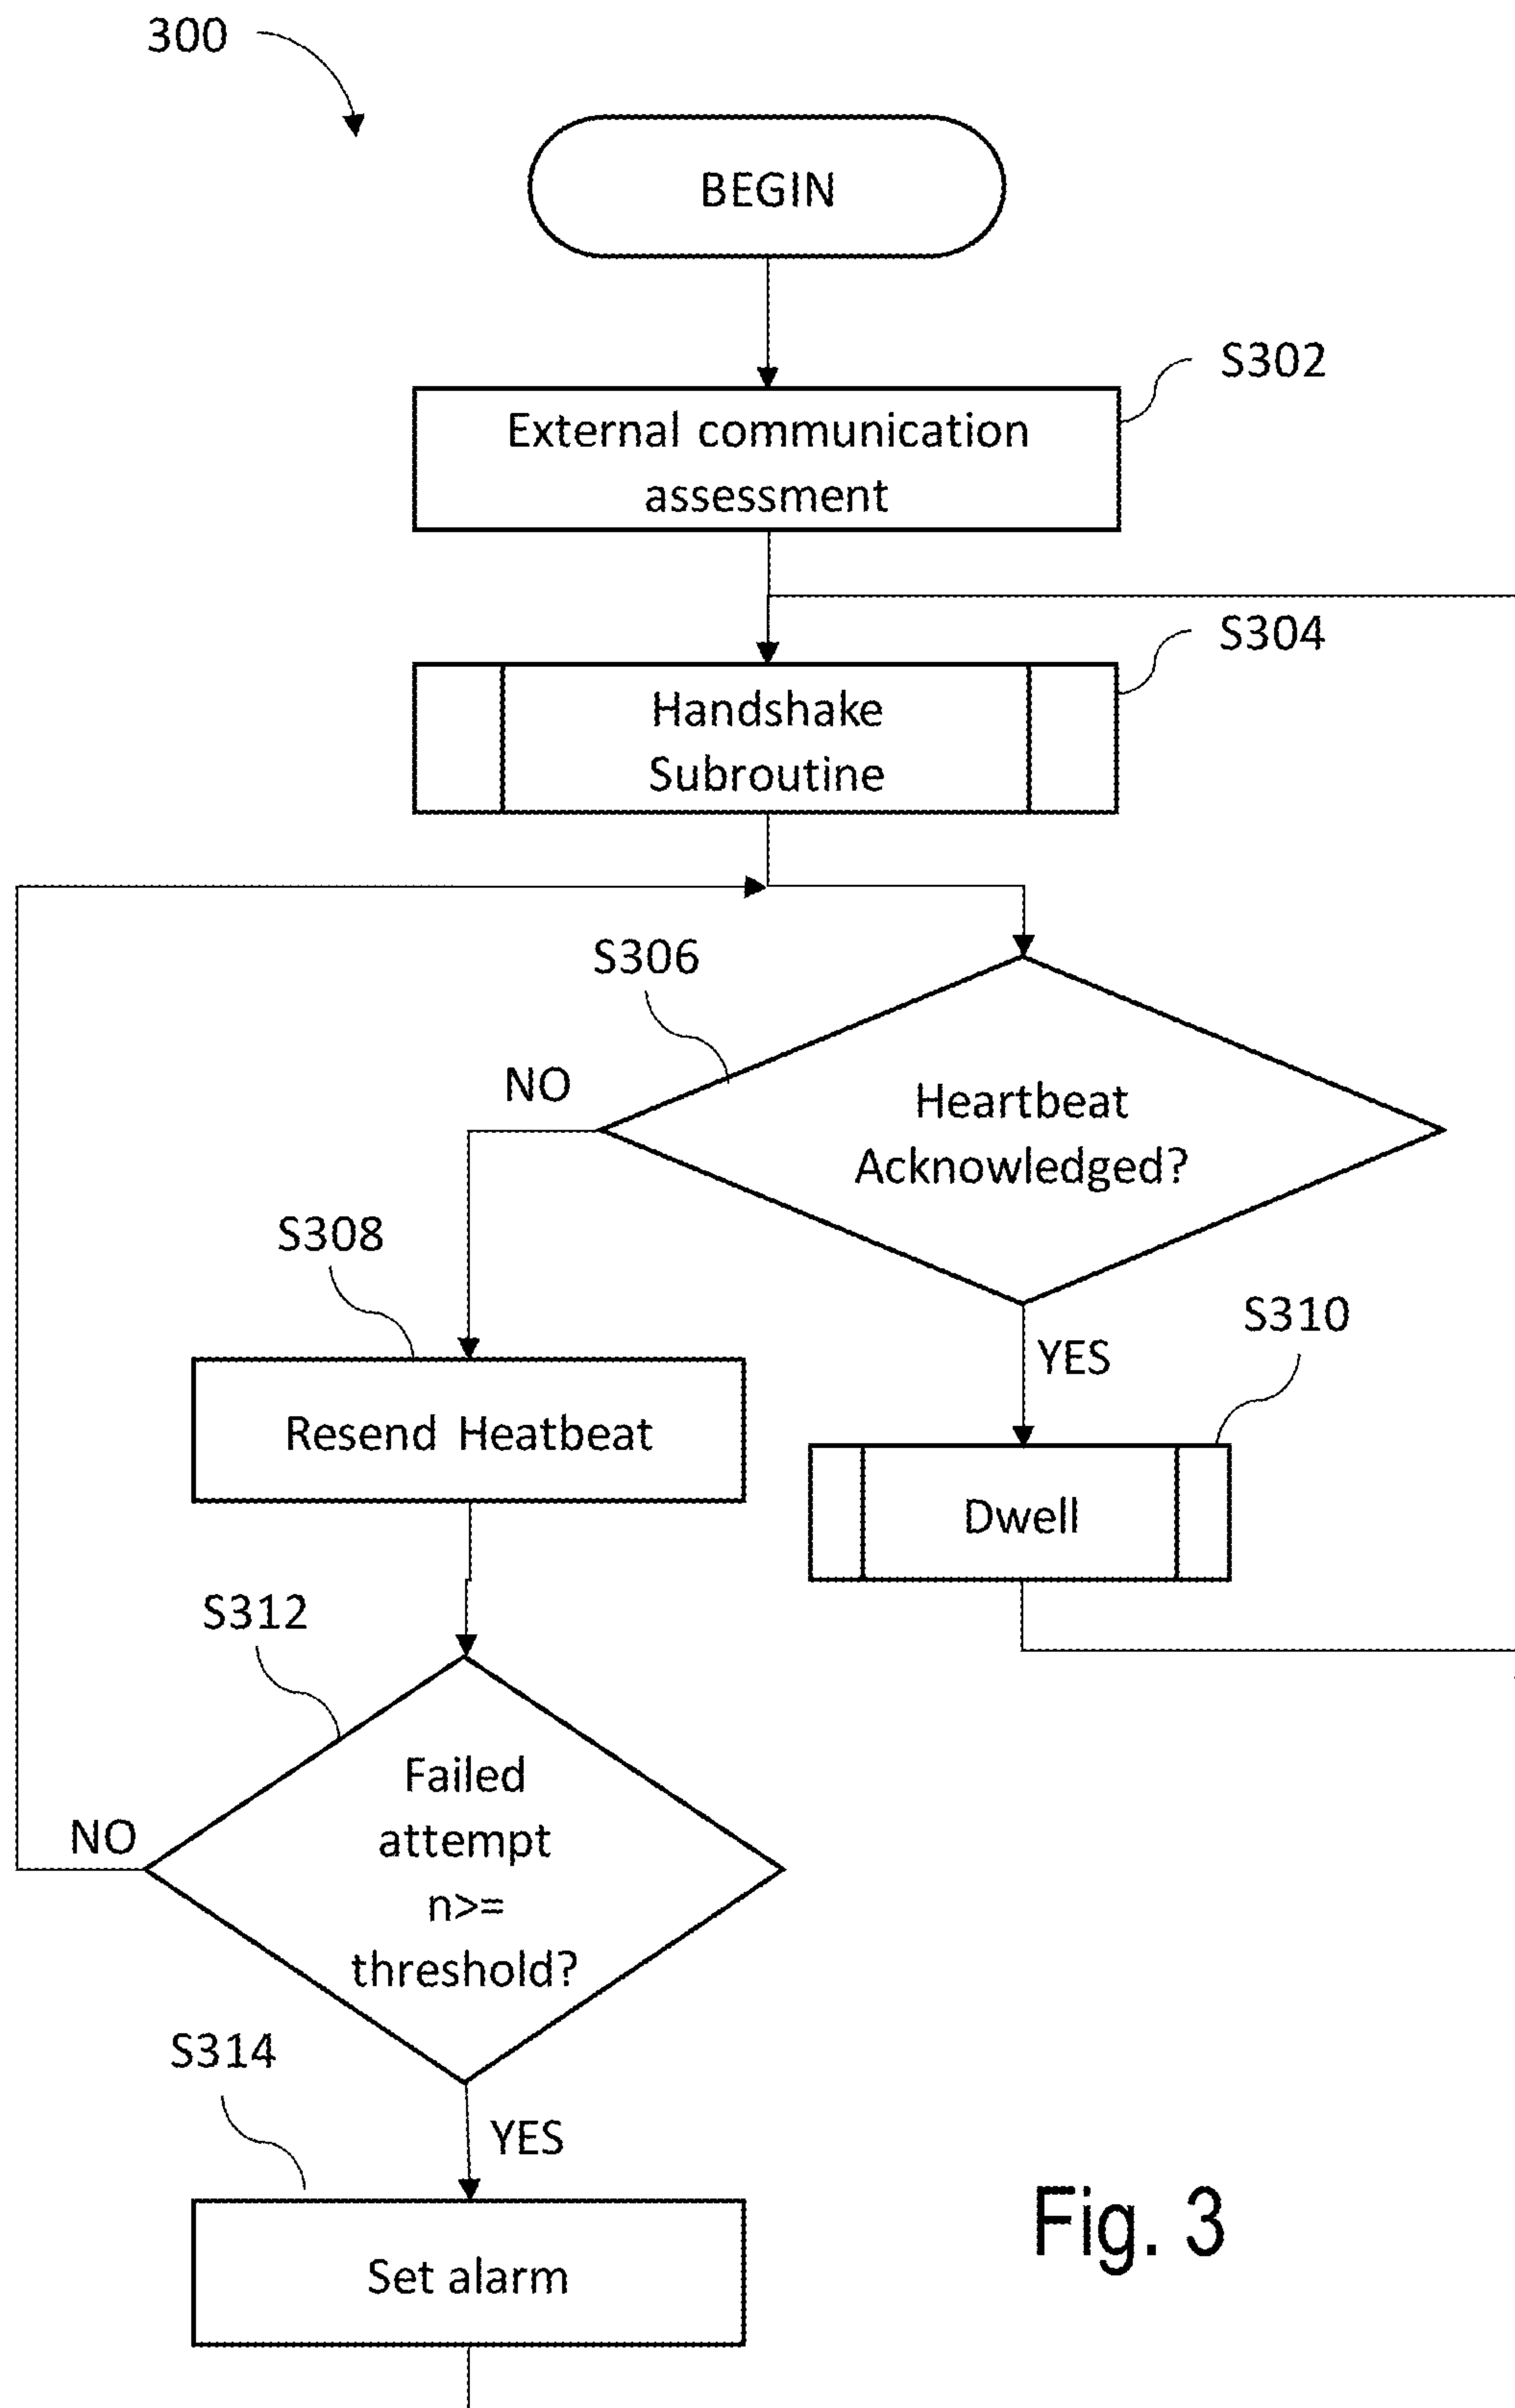 300
BEGIN
S302
External communication
assessment
S304
Handshake
Subroutine
S306
NO
Heartbeat
Acknowledged?
S308
S310
YES
Resend Heatbeat
Dwell
S312
Failed
attempt
NO
n>=
threshold?
S314
YES
Set alarm
Fig. 3